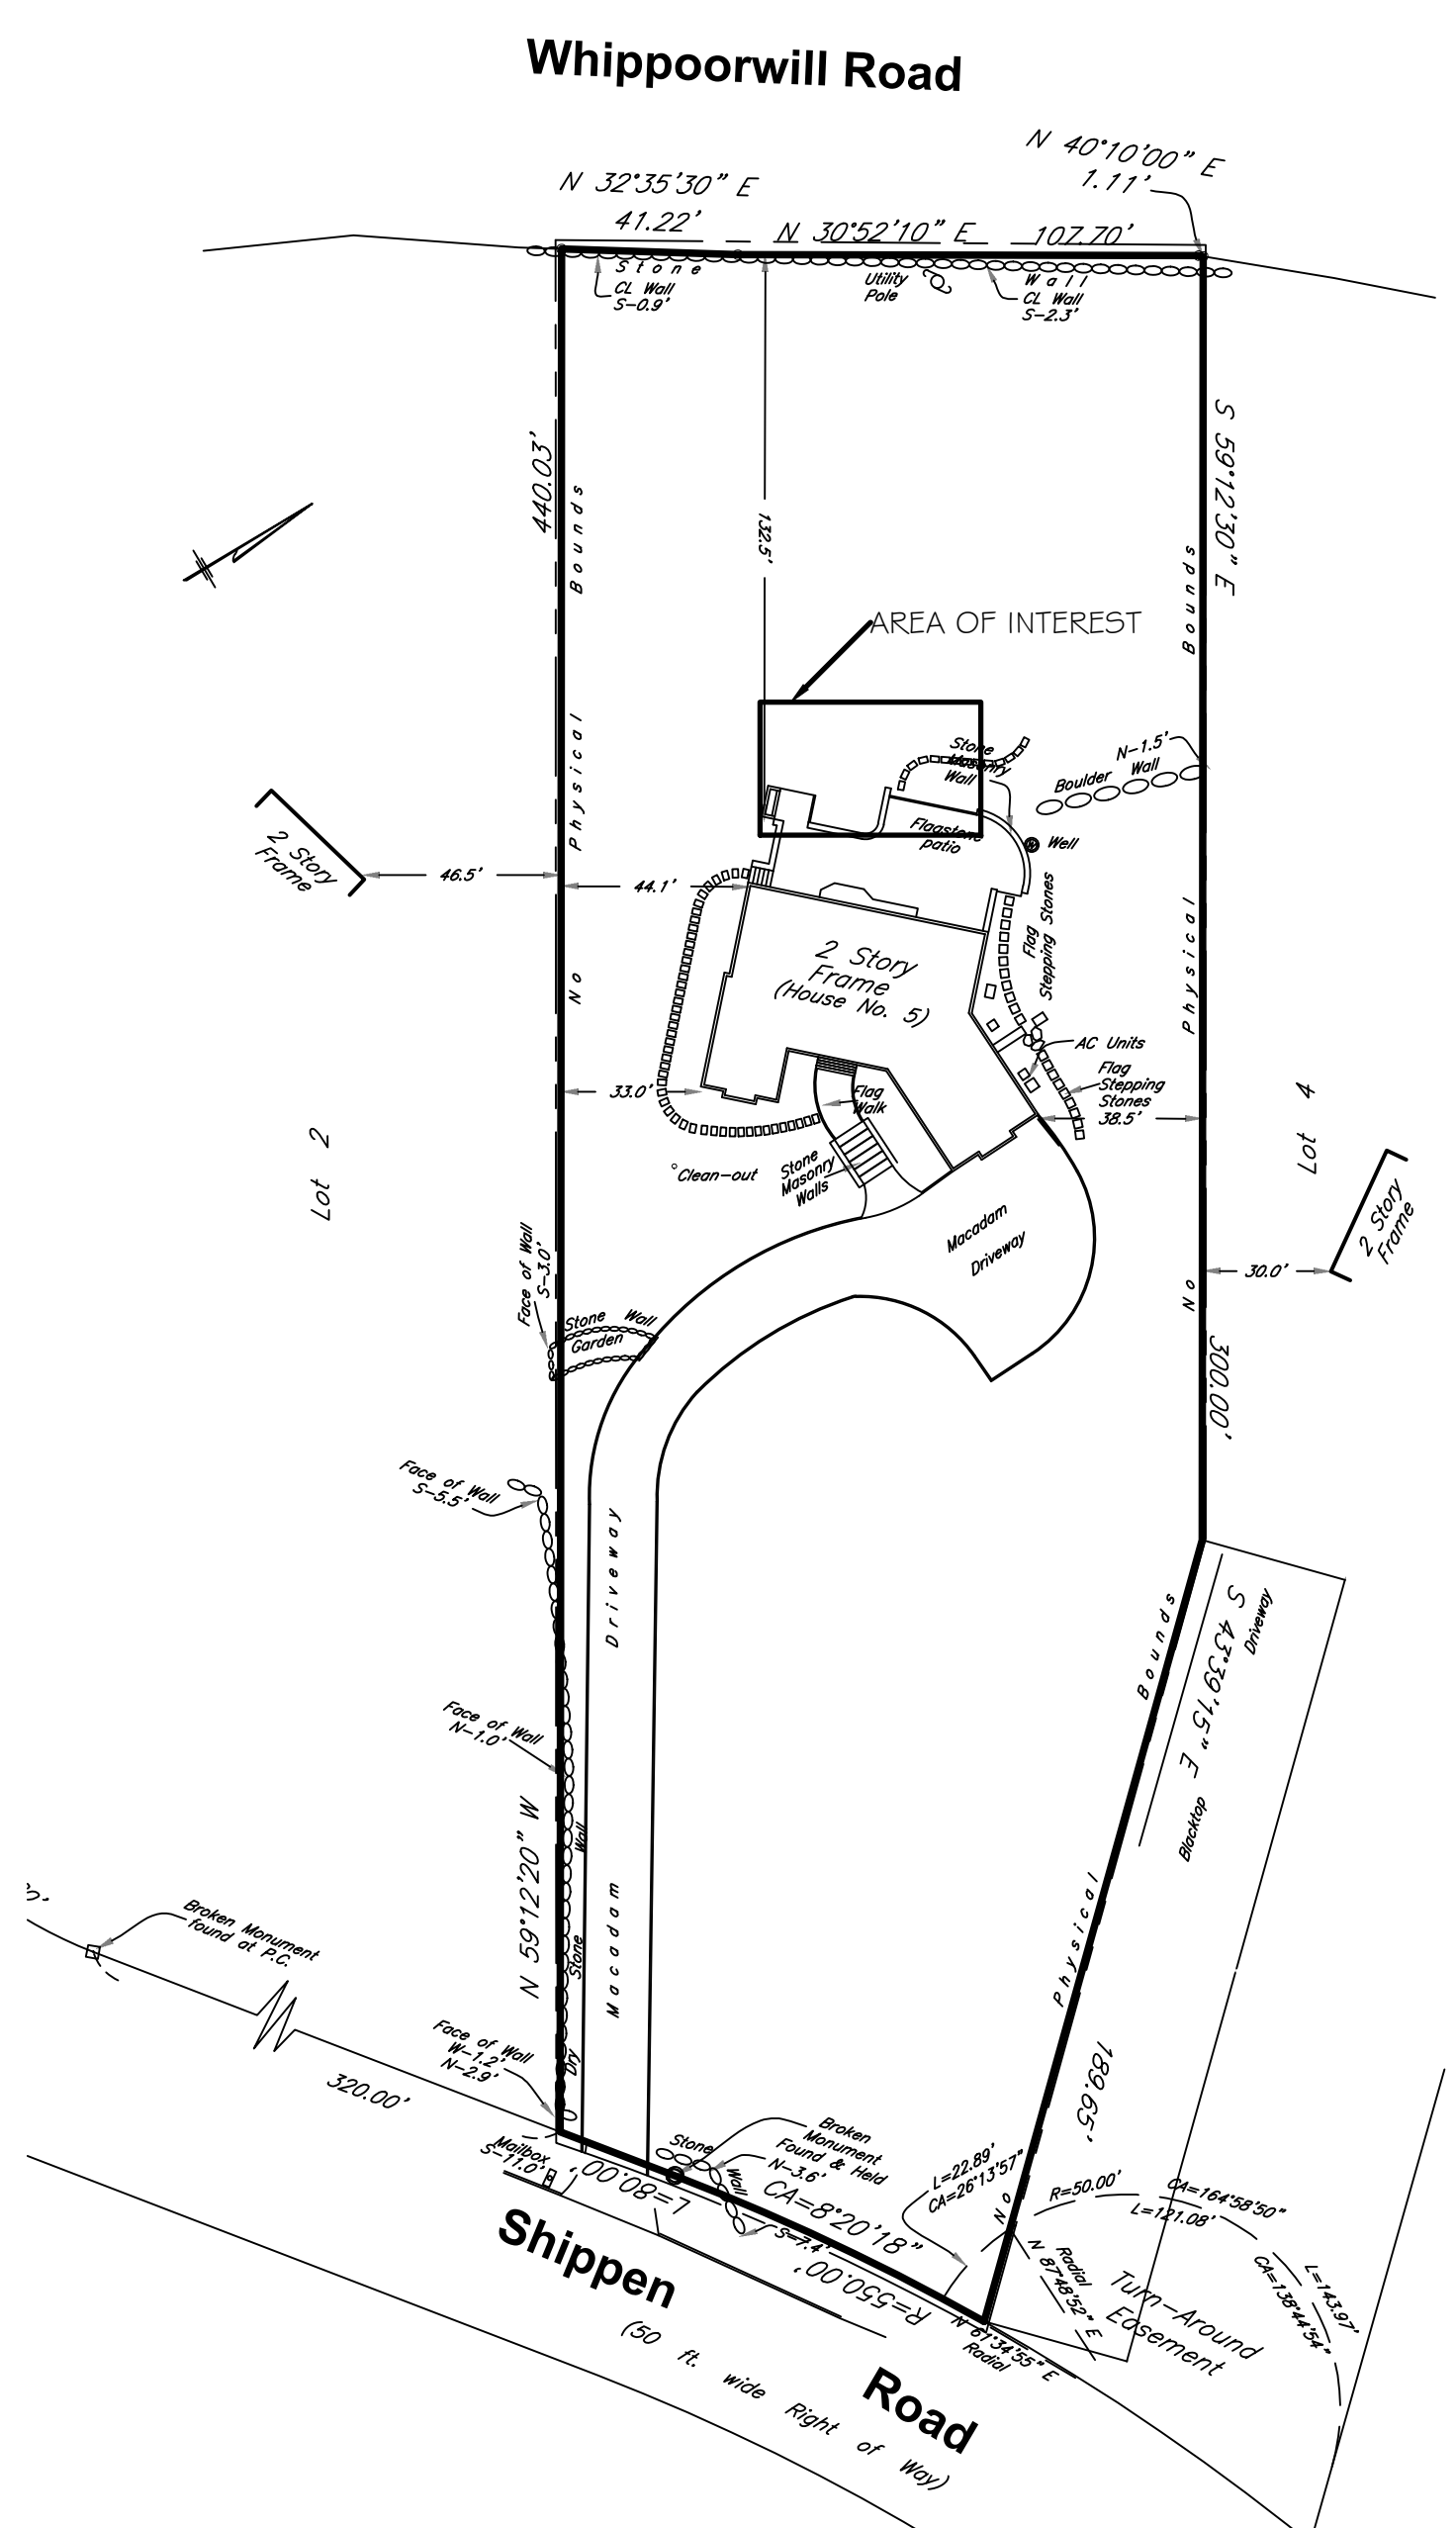 Whippoorwill Road
N 40°10'00" E
1.11'
N 32°35'30" E
41.22'
N 30°52'10" E
107.70'
Stone
Wall
CL Wall
S-0.9'
Utility
Pole
CL Wall
S-2.3'
440.03'
Bounds
132.5'
S 59°12'30" E
Bounds
AREA OF INTEREST
Physical
Stone
Masonry
Wall
N-1.5'
Boulder
Wall
2 Story
Frame
46.5'
44.1'
Flagstone
patio
Well
Flag
Stepping Stones
Physical
No
2 Story
Frame
(House No. 5)
AC Units
Flag
Stepping
Stones
33.0'
Flag
Walk
38.5'
Lot 2
Lot 4
Clean-out
Stone
Masonry
Walls
2 Story
Frame
Macadam
Driveway
Face of Wall
S-3.0'
30.0'
No
Stone Wall
Garden
300.00'
Face of Wall
S-5.5'
Driveway
Bounds
S 43°39'15" E
Driveway
Blacktop
Face of Wall
N-1.0'
N 59°12'20" W
Wall
Stone
Dry
Macadam
Physical
Broken Monument
found at P.C.
Face of Wall
W-1.2'
N-2.9'
189.65'
320.00'
Mailbox
S-11.0'
Stone
Wall
Broken
Monument
Found & Held
N-3.6'
L=80.00'
CA=8°20'18"
S-7.4'
R=550.00'
L=22.89'
CA=26°13'57"
No
R=50.00'
CA=164°58'50"
L=121.08'
Radial
N 87°48'52" E
L=143.97'
CA=138°44'54"
Turn-Around
Easement
N 61°34'55" E
Radial
Shippen
Road
(50 ft. wide Right of Way)